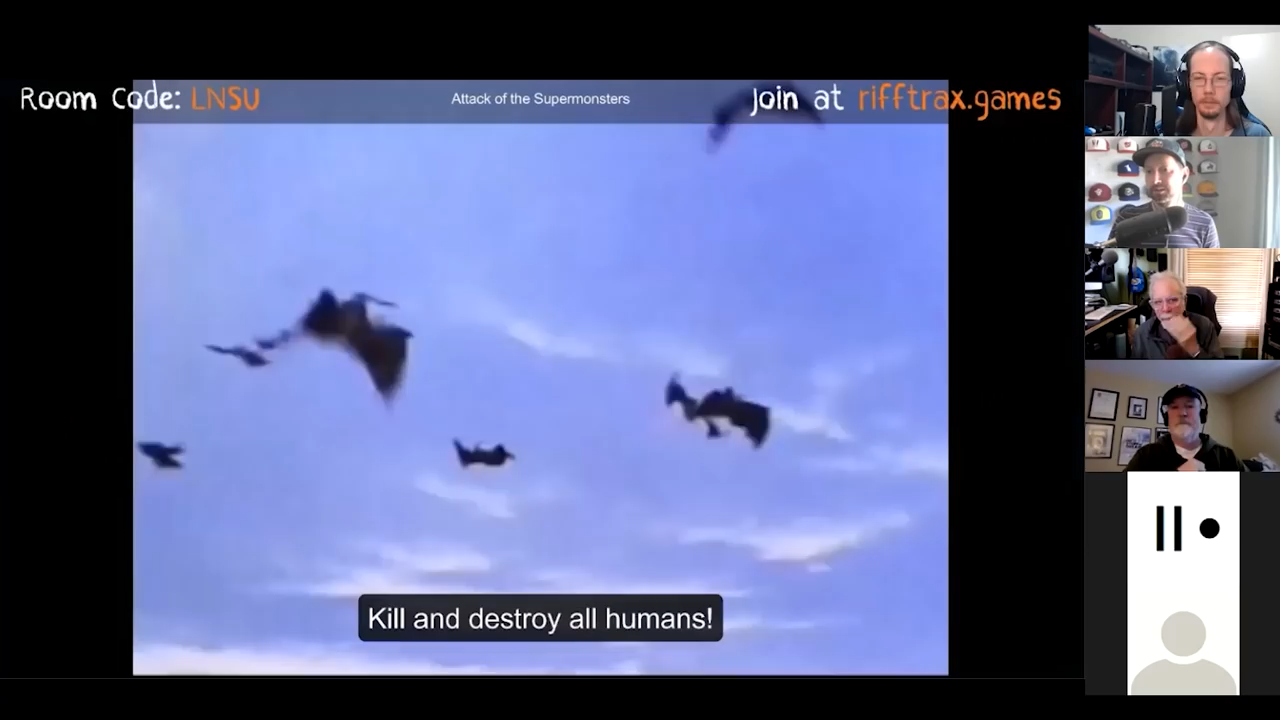 Room Code: LNSU
Attack of the Supermonsters
Join at rifftrax.games
Kill and destroy all humans!